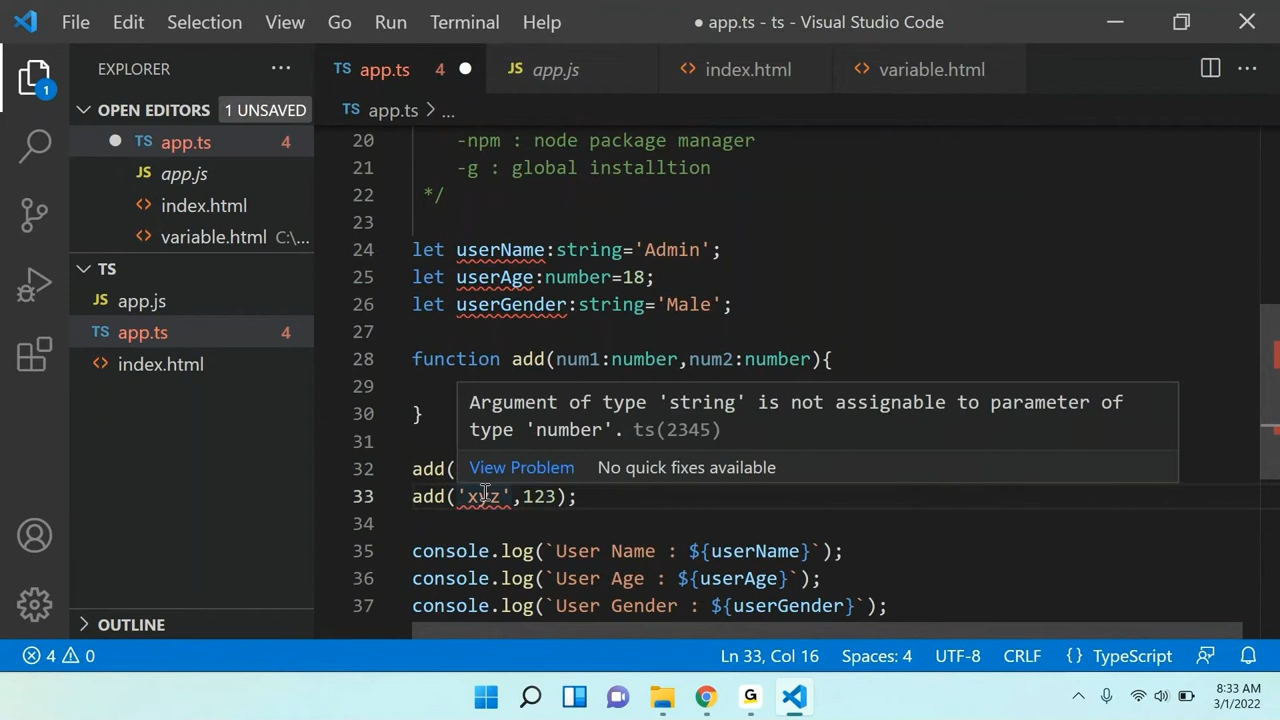 File Edit Selection View Go Run Terminal Help
● app.ts - ts - Visual Studio Code
EXPLORER ···
TS app.ts 4 ●
JS app.js
<> index.html
<> variable.html
1
OPEN EDITORS 1 UNSAVED
● TS app.ts 4
JS app.js
<> index.html
<> variable.html C:\...
TS
JS app.js
TS app.ts 4
<> index.html
OUTLINE
TS app.ts > ...
20 -npm : node package manager
21 -g : global installtion
22 */
23
24 let userName:string='Admin';
25 let userAge:number=18;
26 let userGender:string='Male';
27
28 function add(num1:number,num2:number){
29
30 }
31
32 add(
33 add('xyz',123);
34
35 console.log(`User Name : ${userName}`);
36 console.log(`User Age : ${userAge}`);
37 console.log(`User Gender : ${userGender}`);
Argument of type 'string' is not assignable to parameter of
type 'number'. ts(2345)
View Problem No quick fixes available
4 0
Ln 33, Col 16 Spaces: 4 UTF-8 CRLF {} TypeScript
G
8:33 AM
3/1/2022